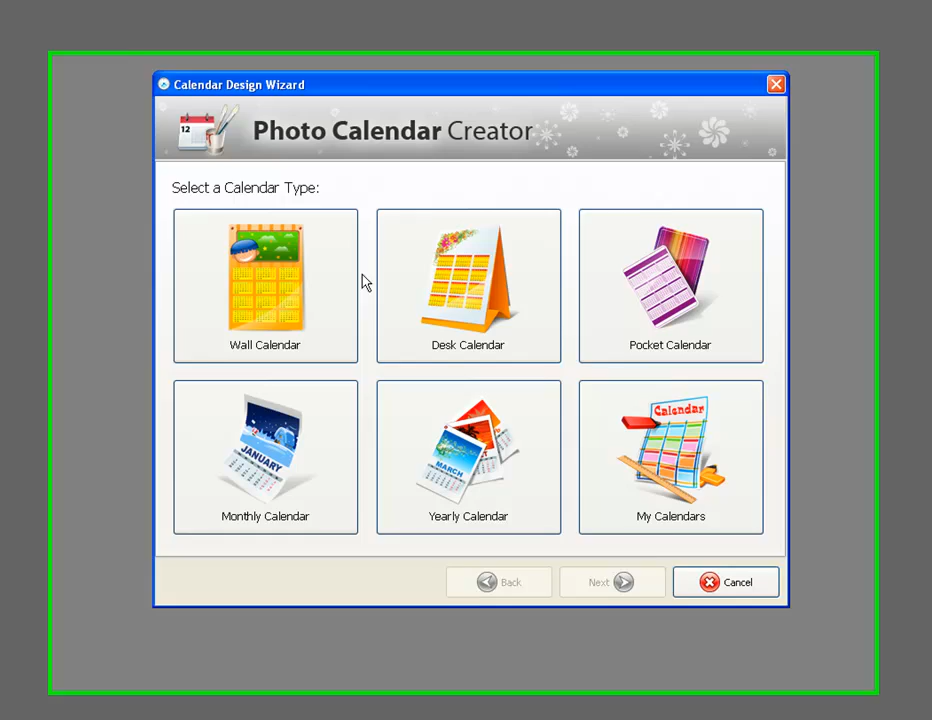 Calendar Design Wizard
12
Photo Calendar Creator
Select a Calendar Type:
Wall Calendar
Desk Calendar
Pocket Calendar
JANUARY
MARCH
Calendar
Monthly Calendar
Yearly Calendar
My Calendars
Back
Next
Cancel